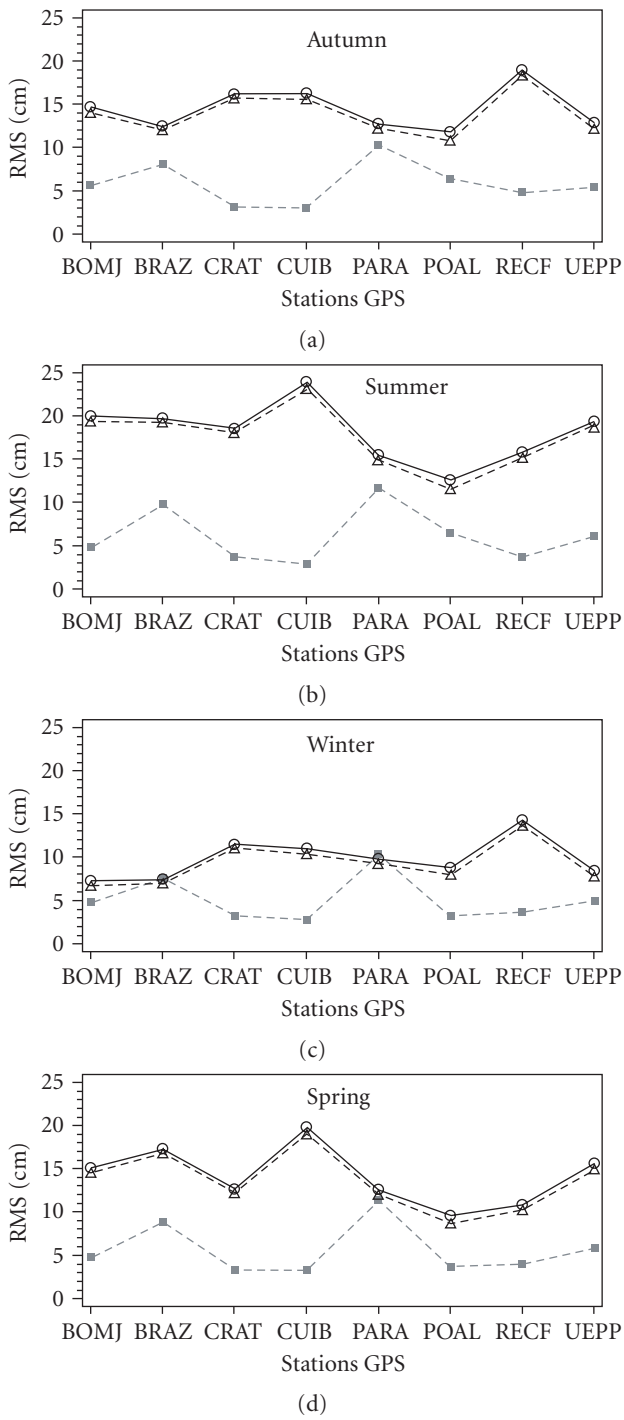 25
Autumn
20
15
10
5
0
RMS (cm)
BOMJ BRAZ CRAT CUIB PARA POAL RECF UEPP
Stations GPS
(a)
25
Summer
20
15
10
5
0
RMS (cm)
BOMJ BRAZ CRAT CUIB PARA POAL RECF UEPP
Stations GPS
(b)
25
Winter
20
15
10
5
0
RMS (cm)
BOMJ BRAZ CRAT CUIB PARA POAL RECF UEPP
Stations GPS
(c)
25
Spring
20
15
10
5
0
RMS (cm)
BOMJ BRAZ CRAT CUIB PARA POAL RECF UEPP
Stations GPS
(d)